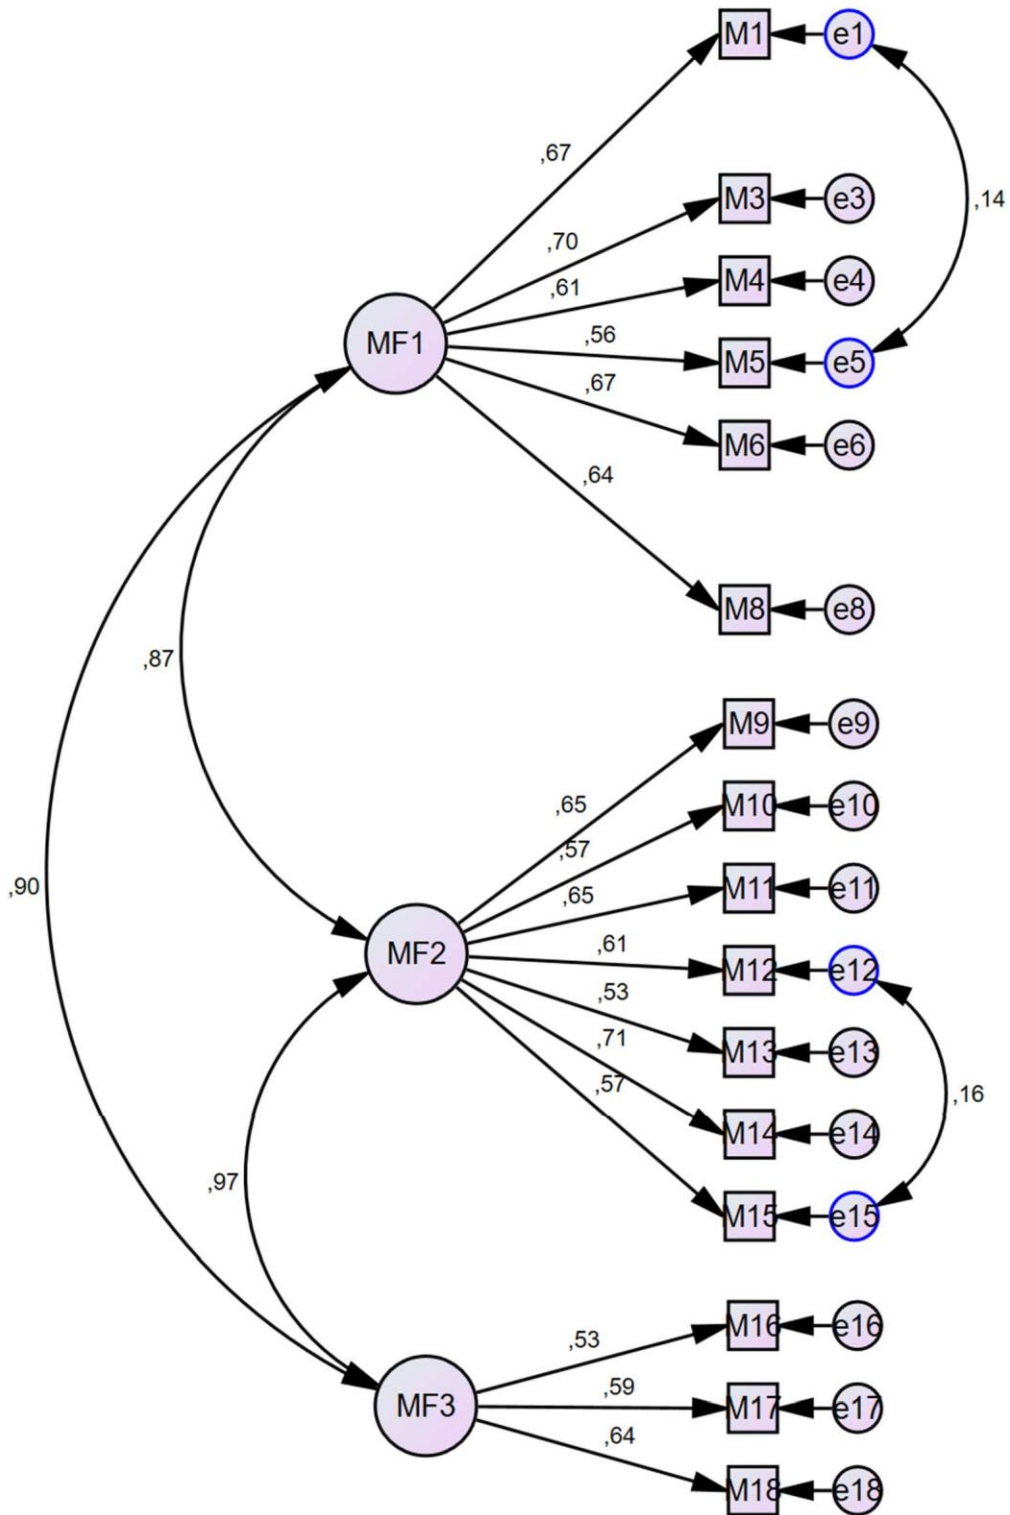 M1 e1
,67
M3 e3
,14
,70
M4 e4
,61
MF1
,56
M5 e5
,67
M6 e6
,64
M8 e8
,87
M9 e9
,65
M10 e10
,57
,90
M11 e11
,65
,61
MF2
M12 e12
,53
,71
M13 e13
,57
,16
M14 e14
,97
M15 e15
M16 e16
,53
,59
MF3
M17 e17
,64
M18 e18